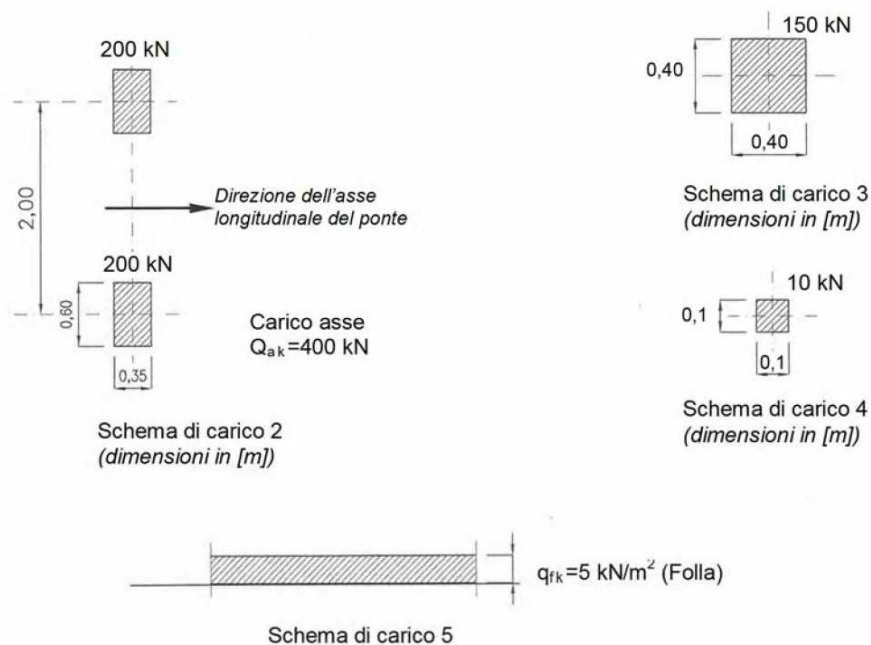 200 kN
2,00
Direzione dell'asse
longitudinale del ponte
200 kN
0,60
0,35
Carico asse
Qak=400 kN
Schema di carico 2
(dimensioni in [m])
150 kN
0,40
0,40
Schema di carico 3
(dimensioni in [m])
10 kN
0,1
0,1
Schema di carico 4
(dimensioni in [m])
qfk=5 kN/m² (Folla)
Schema di carico 5